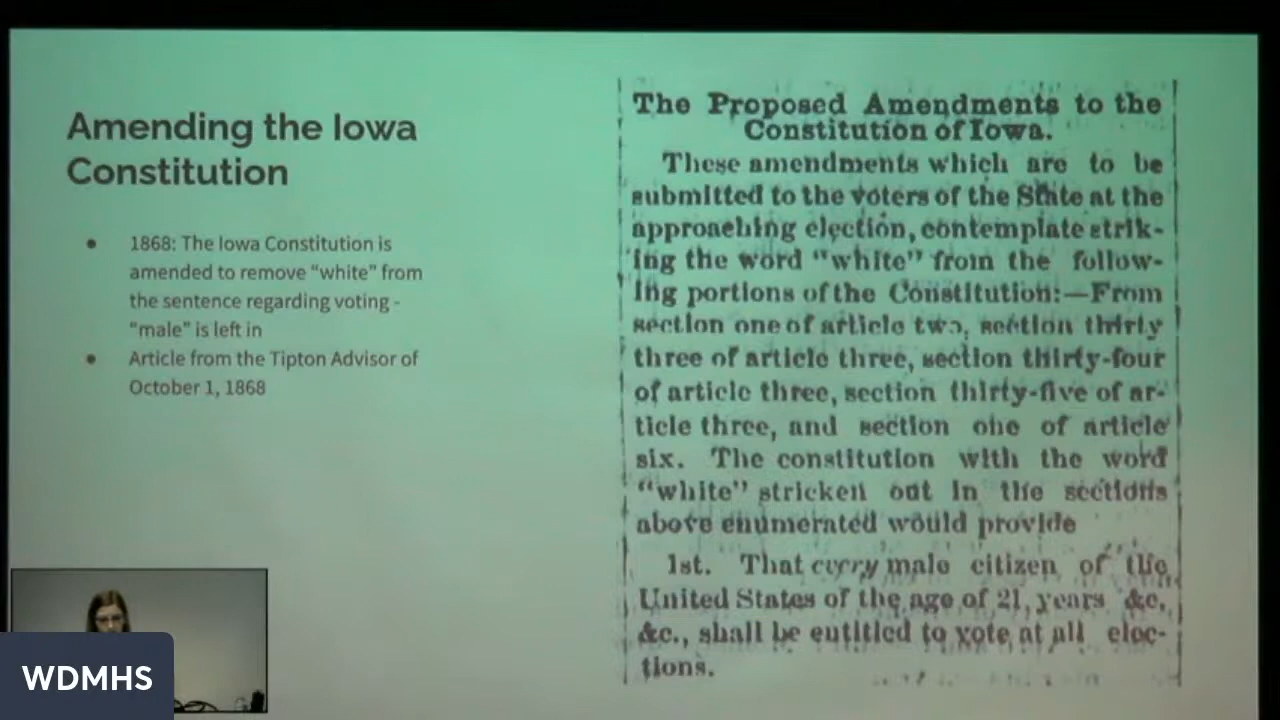 Amending the Iowa
Constitution
● 1868: The Iowa Constitution is
amended to remove “white” from
the sentence regarding voting -
“male” is left in
● Article from the Tipton Advisor of
October 1, 1868
The Proposed Amendments to the
Constitution of Iowa.
These amendments which are to be
submitted to the voters of the State at the
approaching election, contemplate strik-
ing the word “white” from the follow-
ing portions of the Constitution:—From
section one of article two, section thirty
three of article three, section thirty-four
of article three, section thirty-five of ar-
ticle three, and section one of article
six. The constitution with the word
“white” stricken out in the sections
above enumerated would provide
1st. That every male citizen of the
United States of the age of 21, years &c,
&c., shall be entitled to vote at all elec-
tions.
WDMHS